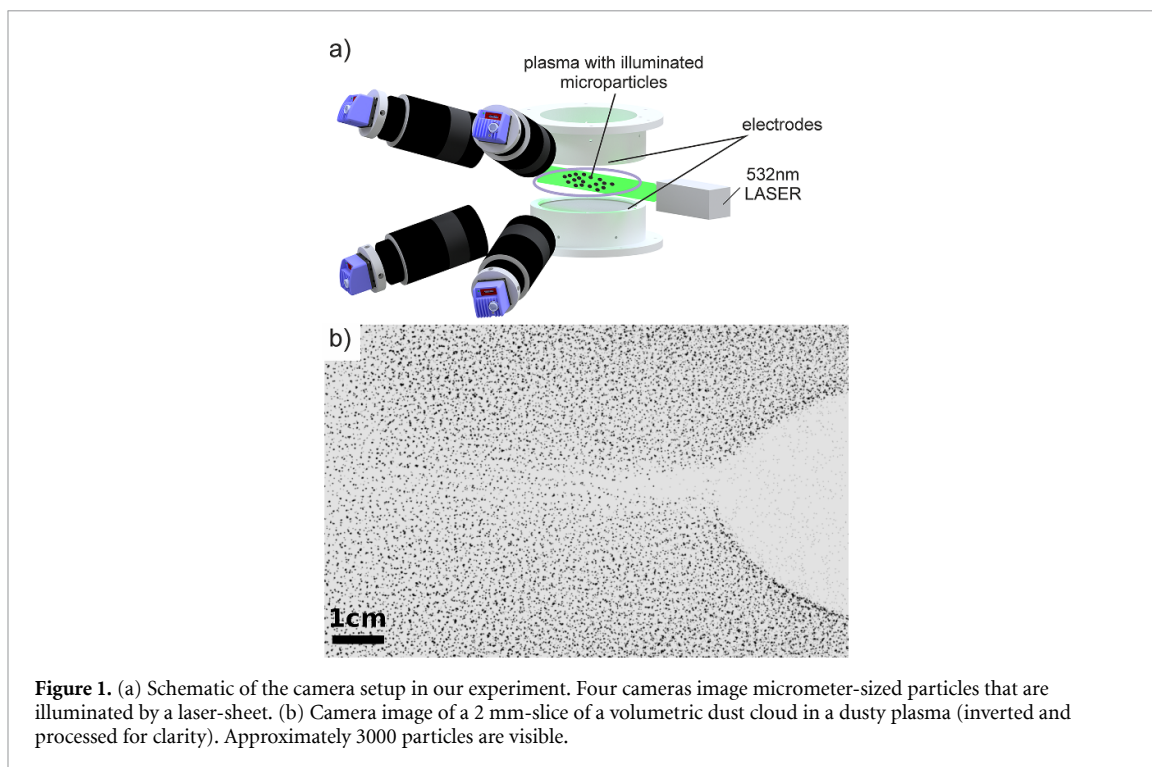 a)
plasma with illuminated
microparticles
electrodes
532nm
LASER
b)
1cm
Figure 1. (a) Schematic of the camera setup in our experiment. Four cameras image micrometer-sized particles that are
illuminated by a laser-sheet. (b) Camera image of a 2 mm-slice of a volumetric dust cloud in a dusty plasma (inverted and
processed for clarity). Approximately 3000 particles are visible.